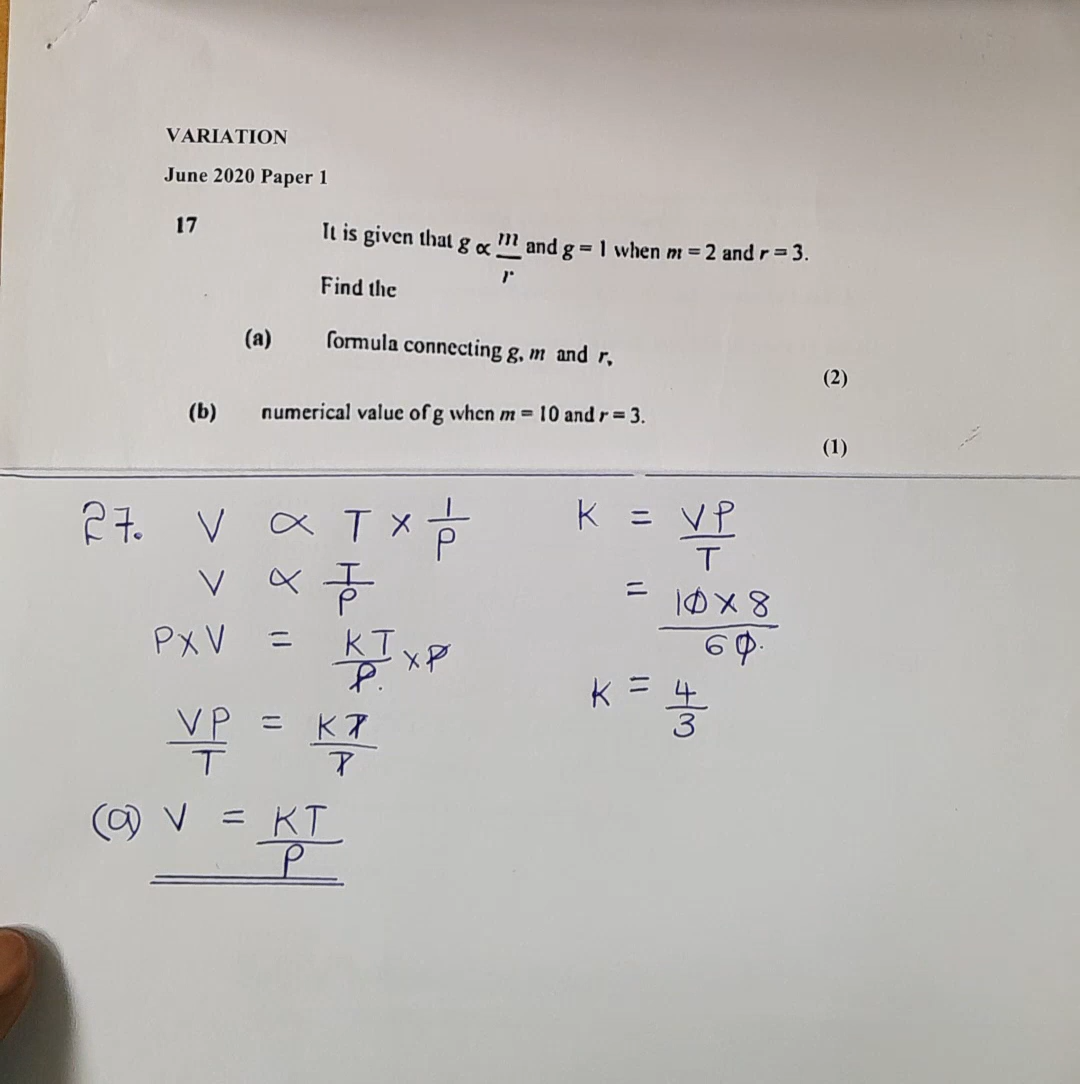 VARIATION
June 2020 Paper 1
17 It is given that g ∝ m/r and g = 1 when m = 2 and r = 3.
Find the
(a) formula connecting g, m and r,
(2)
(b) numerical value of g when m = 10 and r = 3.
(1)
27. V ∝ T × 1/P
V ∝ T/P
P×V = KT/P. ×P
VP/T = KT/T
(a) V = KT/P
K = VP/T
= 10×8/60.
K = 4/3